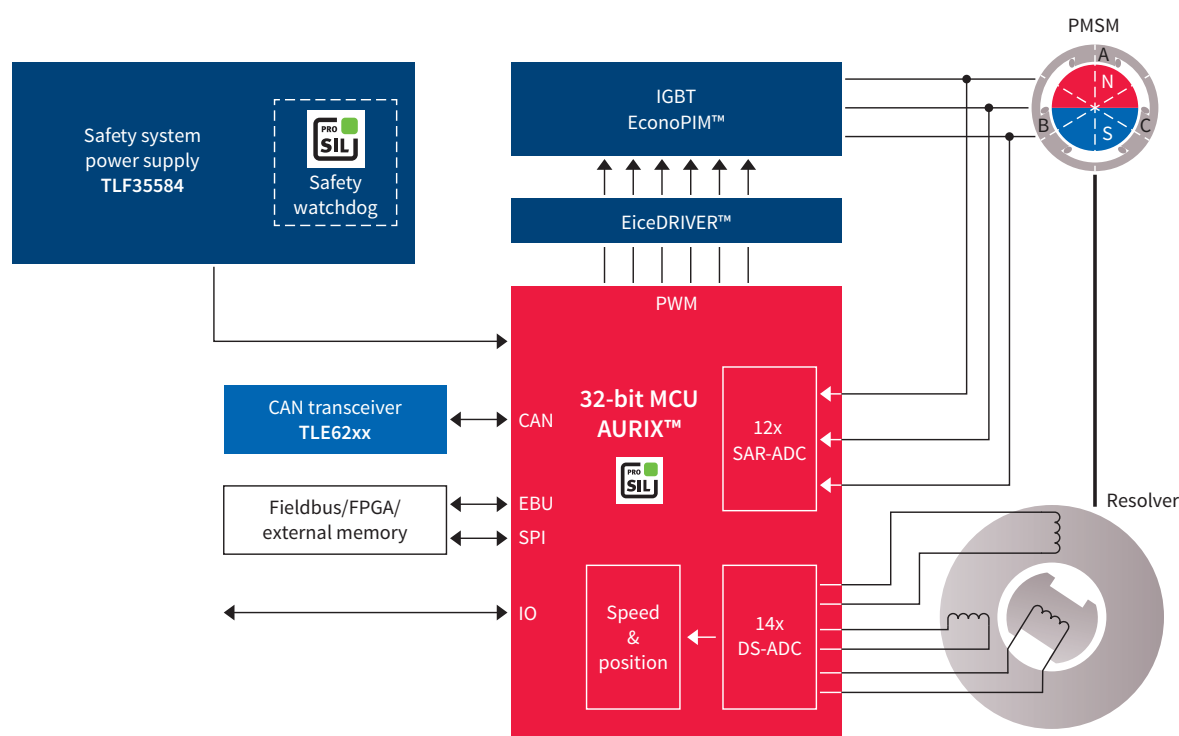 PMSM
A
N
B
C
S
Safety system
power supply
TLF35584
PRO
SIL
Safety
watchdog
IGBT
EconoPIM™
EiceDRIVER™
PWM
32-bit MCU
AURIX™
PRO
SIL
CAN transceiver
TLE62xx
CAN
12x
SAR-ADC
Fieldbus/FPGA/
external memory
EBU
SPI
Resolver
IO
Speed
&
position
14x
DS-ADC